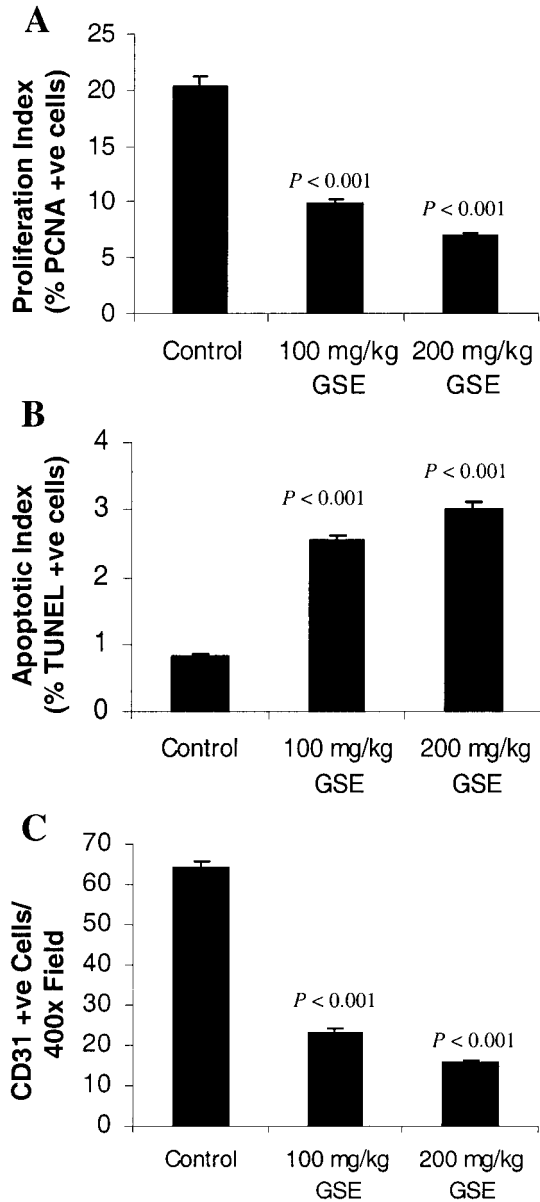 A
Proliferation Index
(% PCNA +ve cells)
25
20
15
10
5
0
P < 0.001
P < 0.001
Control
100 mg/kg
GSE
200 mg/kg
GSE
B
Apoptotic Index
(% TUNEL +ve cells)
4
3
2
1
0
P < 0.001
P < 0.001
Control
100 mg/kg
GSE
200 mg/kg
GSE
C
CD31 +ve Cells/
400x Field
70
60
50
40
30
20
10
0
P < 0.001
P < 0.001
Control
100 mg/kg
GSE
200 mg/kg
GSE